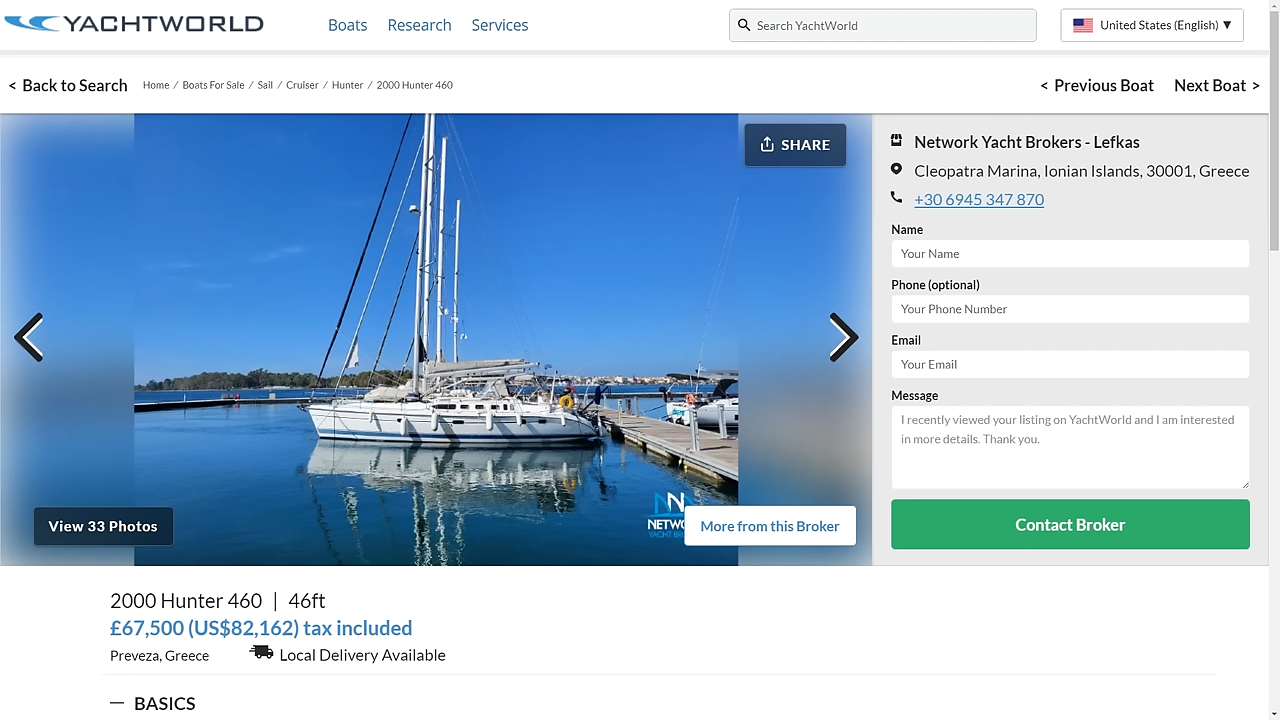 YACHTWORLD
Boats Research Services
Search YachtWorld
United States (English) ▼
< Back to Search
Home / Boats For Sale / Sail / Cruiser / Hunter / 2000 Hunter 460
< Previous Boat Next Boat >
SHARE
Network Yacht Brokers - Lefkas
Cleopatra Marina, Ionian Islands, 30001, Greece
+30 6945 347 870
Name
Your Name
Phone (optional)
Your Phone Number
Email
Your Email
Message
I recently viewed your listing on YachtWorld and I am interested
in more details. Thank you.
Contact Broker
View 33 Photos
More from this Broker
2000 Hunter 460 | 46ft
£67,500 (US$82,162) tax included
Preveza, Greece
Local Delivery Available
— BASICS